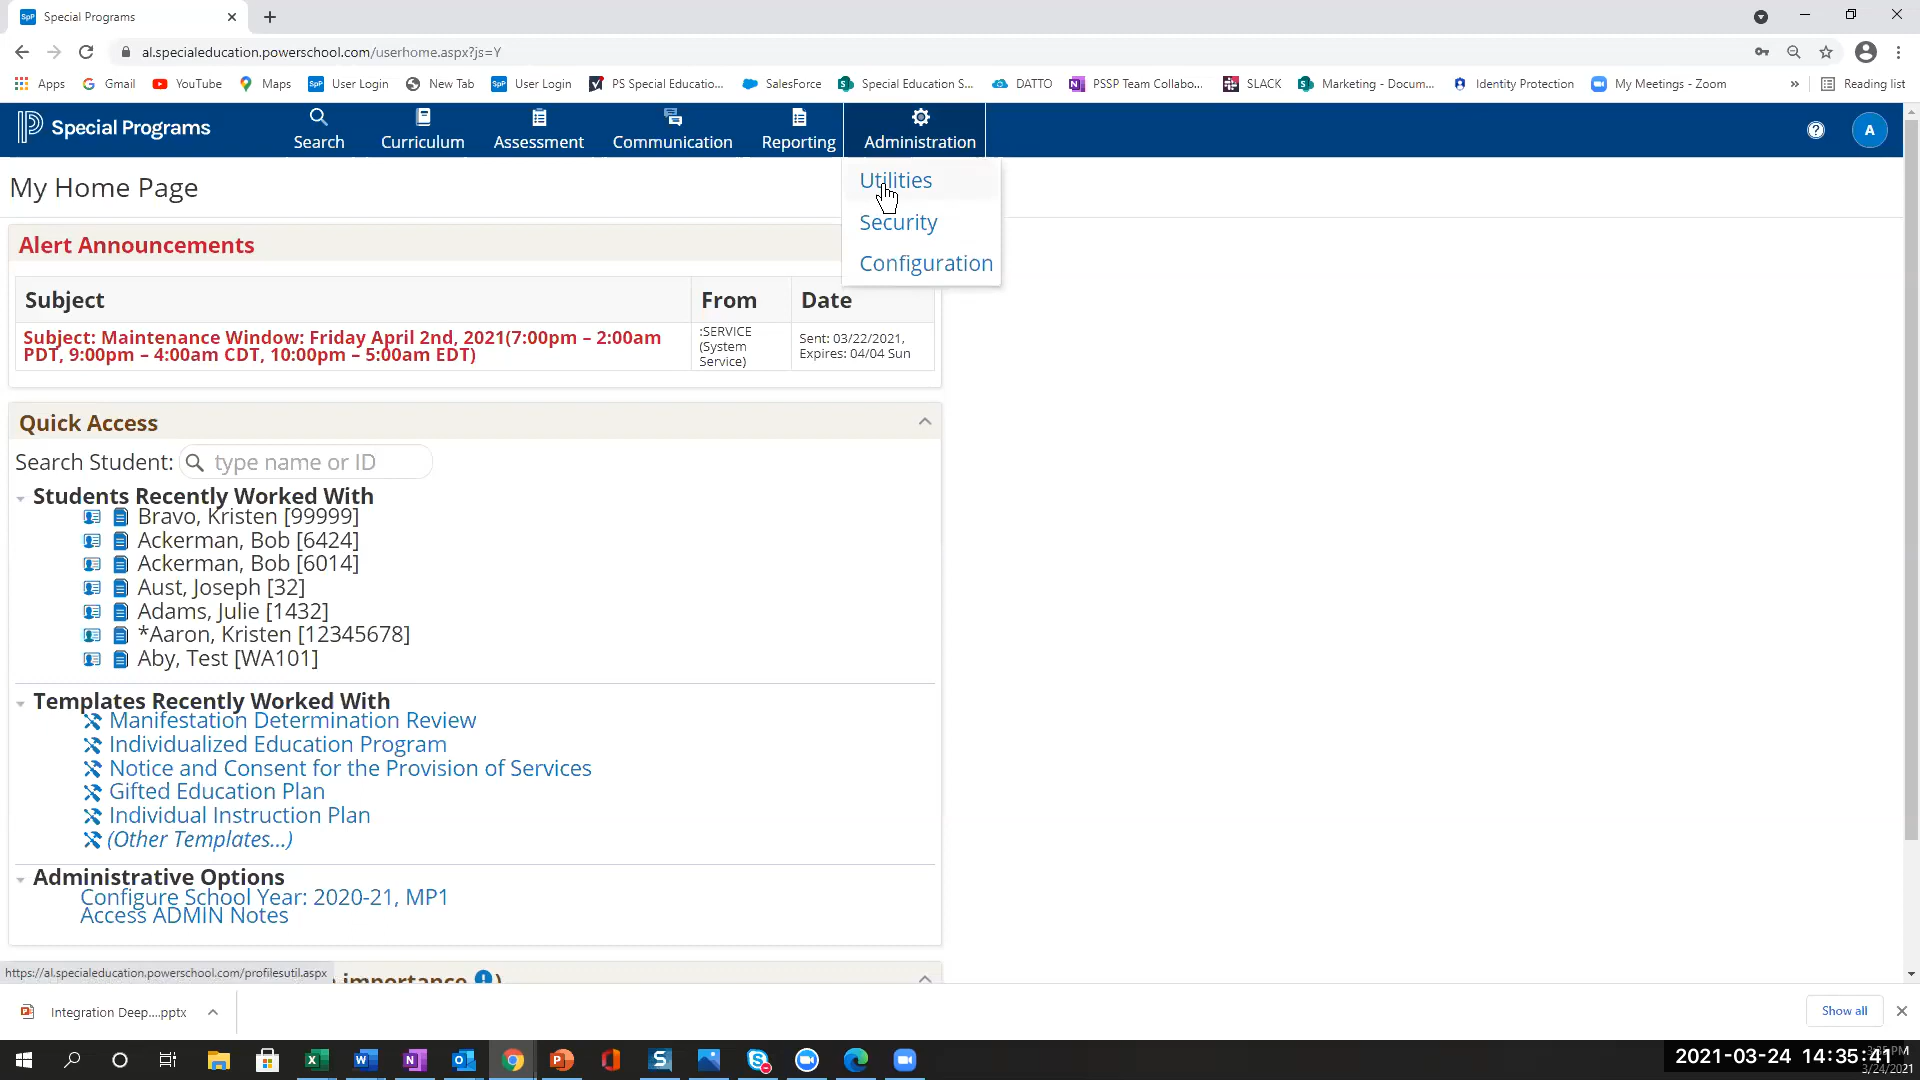 Special Programs
al.specialeducation.powerschool.com/userhome.aspx?js=Y
Apps Gmail YouTube Maps User Login New Tab User Login PS Special Educatio... SalesForce Special Education S... DATTO PSSP Team Collabo... SLACK Marketing - Docum... Identity Protection My Meetings - Zoom » Reading list
Special Programs Search Curriculum Assessment Communication Reporting Administration A
My Home Page
Utilities
Security
Configuration
Alert Announcements
Subject From Date
Subject: Maintenance Window: Friday April 2nd, 2021(7:00pm – 2:00am
PDT, 9:00pm – 4:00am CDT, 10:00pm – 5:00am EDT)
:SERVICE
(System
Service)
Sent: 03/22/2021,
Expires: 04/04 Sun
Quick Access
Search Student: type name or ID
Students Recently Worked With
Bravo, Kristen [99999]
Ackerman, Bob [6424]
Ackerman, Bob [6014]
Aust, Joseph [32]
Adams, Julie [1432]
*Aaron, Kristen [12345678]
Aby, Test [WA101]
Templates Recently Worked With
Manifestation Determination Review
Individualized Education Program
Notice and Consent for the Provision of Services
Gifted Education Plan
Individual Instruction Plan
(Other Templates...)
Administrative Options
Configure School Year: 2020-21, MP1
Access ADMIN Notes
https://al.specialeducation.powerschool.com/profilesutil.aspx
importance )
Integration Deep....pptx
Show all
2021-03-24 14:35:41
3/24/2021